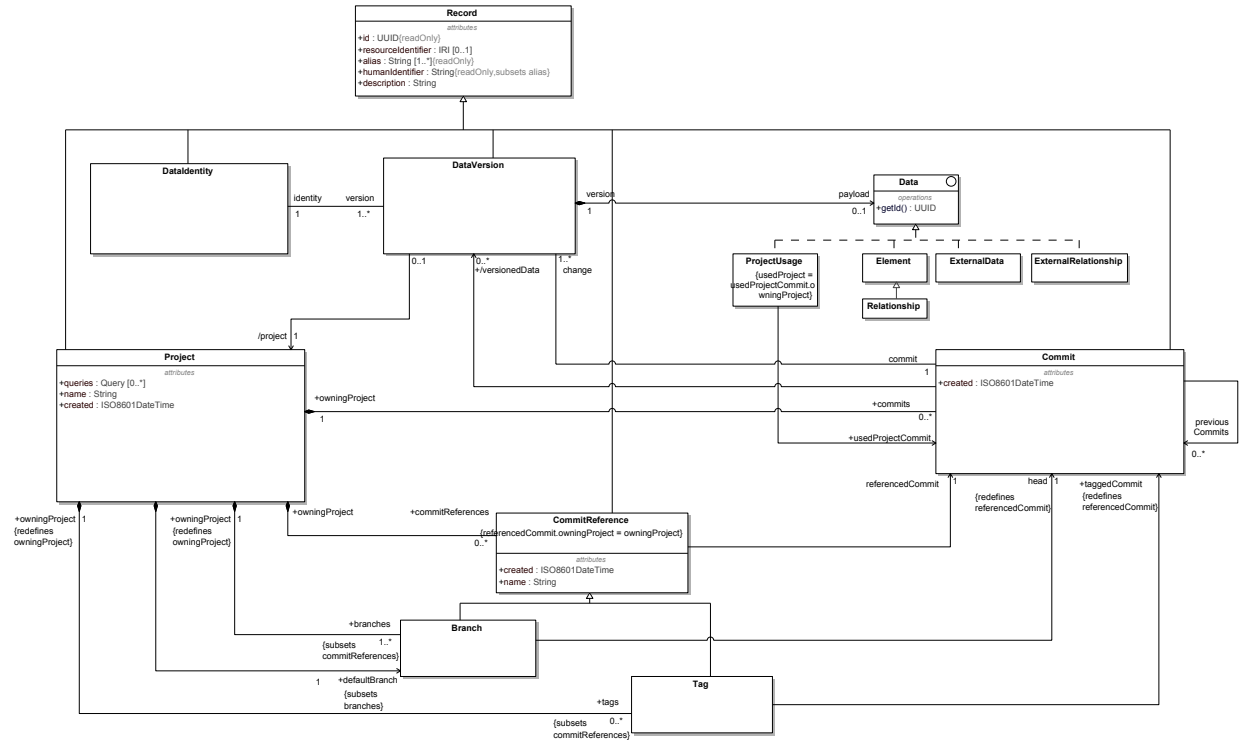 Record
attributes
+id : UUID{readOnly}
+resourceIdentifier : IRI [0..1]
+alias : String [1..*]{readOnly}
+humanIdentifier : String{readOnly,subsets alias}
+description : String
DataIdentity
identity
1
version
1..*
DataVersion
version
1
payload
0..1
Data
operations
+getId() : UUID
ProjectUsage
{usedProject =
usedProjectCommit.o
wningProject}
Element
ExternalData
ExternalRelationship
Relationship
0..1
0..*
+/versionedData
1..*
change
/project
1
Project
attributes
+queries : Query [0..*]
+name : String
+created : ISO8601DateTime
commit
1
Commit
attributes
+created : ISO8601DateTime
+owningProject
1
+commits
0..*
+usedProjectCommit
previous
Commits
0..*
+owningProject
{redefines
owningProject}
1
+owningProject
{redefines
owningProject}
1
+owningProject
+commitReferences
0..*
CommitReference
{referencedCommit.owningProject = owningProject}
attributes
+created : ISO8601DateTime
+name : String
referencedCommit
1
head
1
{redefines
referencedCommit}
+taggedCommit
1
{redefines
referencedCommit}
+branches
1..*
{subsets
commitReferences}
Branch
1
+defaultBranch
{subsets
branches}
Tag
+tags
0..*
{subsets
commitReferences}